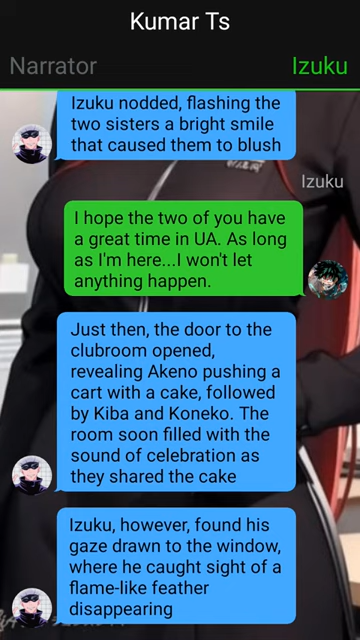 Kumar Ts
Narrator
Izuku
Izuku nodded, flashing the
two sisters a bright smile
that caused them to blush
Izuku
I hope the two of you have
a great time in UA. As long
as I'm here...I won't let
anything happen.
Just then, the door to the
clubroom opened,
revealing Akeno pushing a
cart with a cake, followed
by Kiba and Koneko. The
room soon filled with the
sound of celebration as
they shared the cake
Izuku, however, found his
gaze drawn to the window,
where he caught sight of a
flame-like feather
disappearing